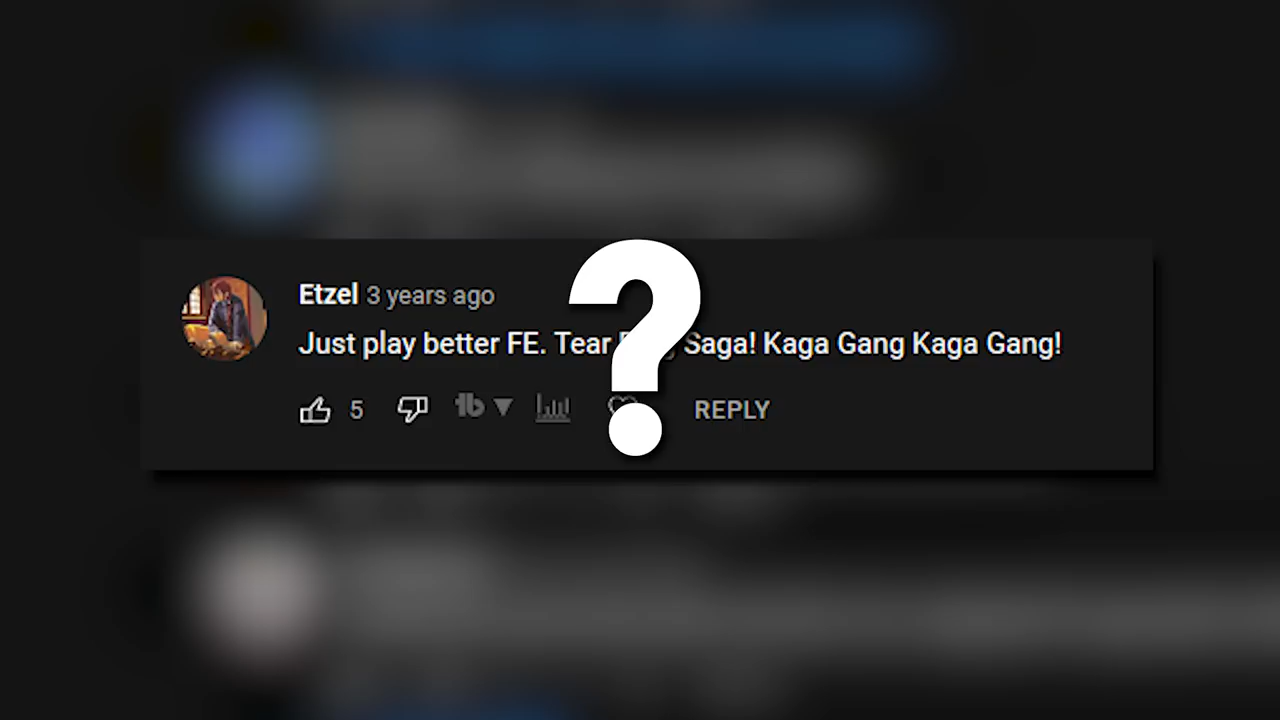 Etzel 3 years ago
Just play better FE. Tear Saga! Kaga Gang Kaga Gang!
5 REPLY
?